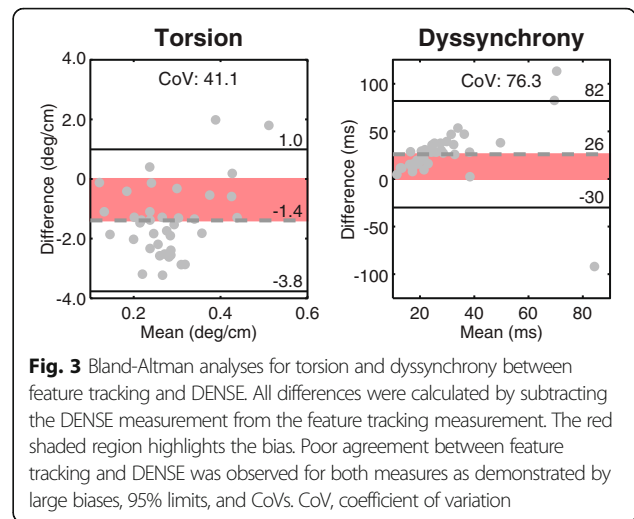 Torsion
Dyssynchrony
CoV: 41.1
4.0
2.0
0
-2.0
-4.0
1.0
-1.4
-3.8
Difference (deg/cm)
0.2 0.4 0.6
Mean (deg/cm)
CoV: 76.3
100
50
0
-50
-100
82
26
-30
Difference (ms)
20 40 60 80
Mean (ms)
Fig. 3 Bland-Altman analyses for torsion and dyssynchrony between
feature tracking and DENSE. All differences were calculated by subtracting
the DENSE measurement from the feature tracking measurement. The red
shaded region highlights the bias. Poor agreement between feature
tracking and DENSE was observed for both measures as demonstrated by
large biases, 95% limits, and CoVs. CoV, coefficient of variation